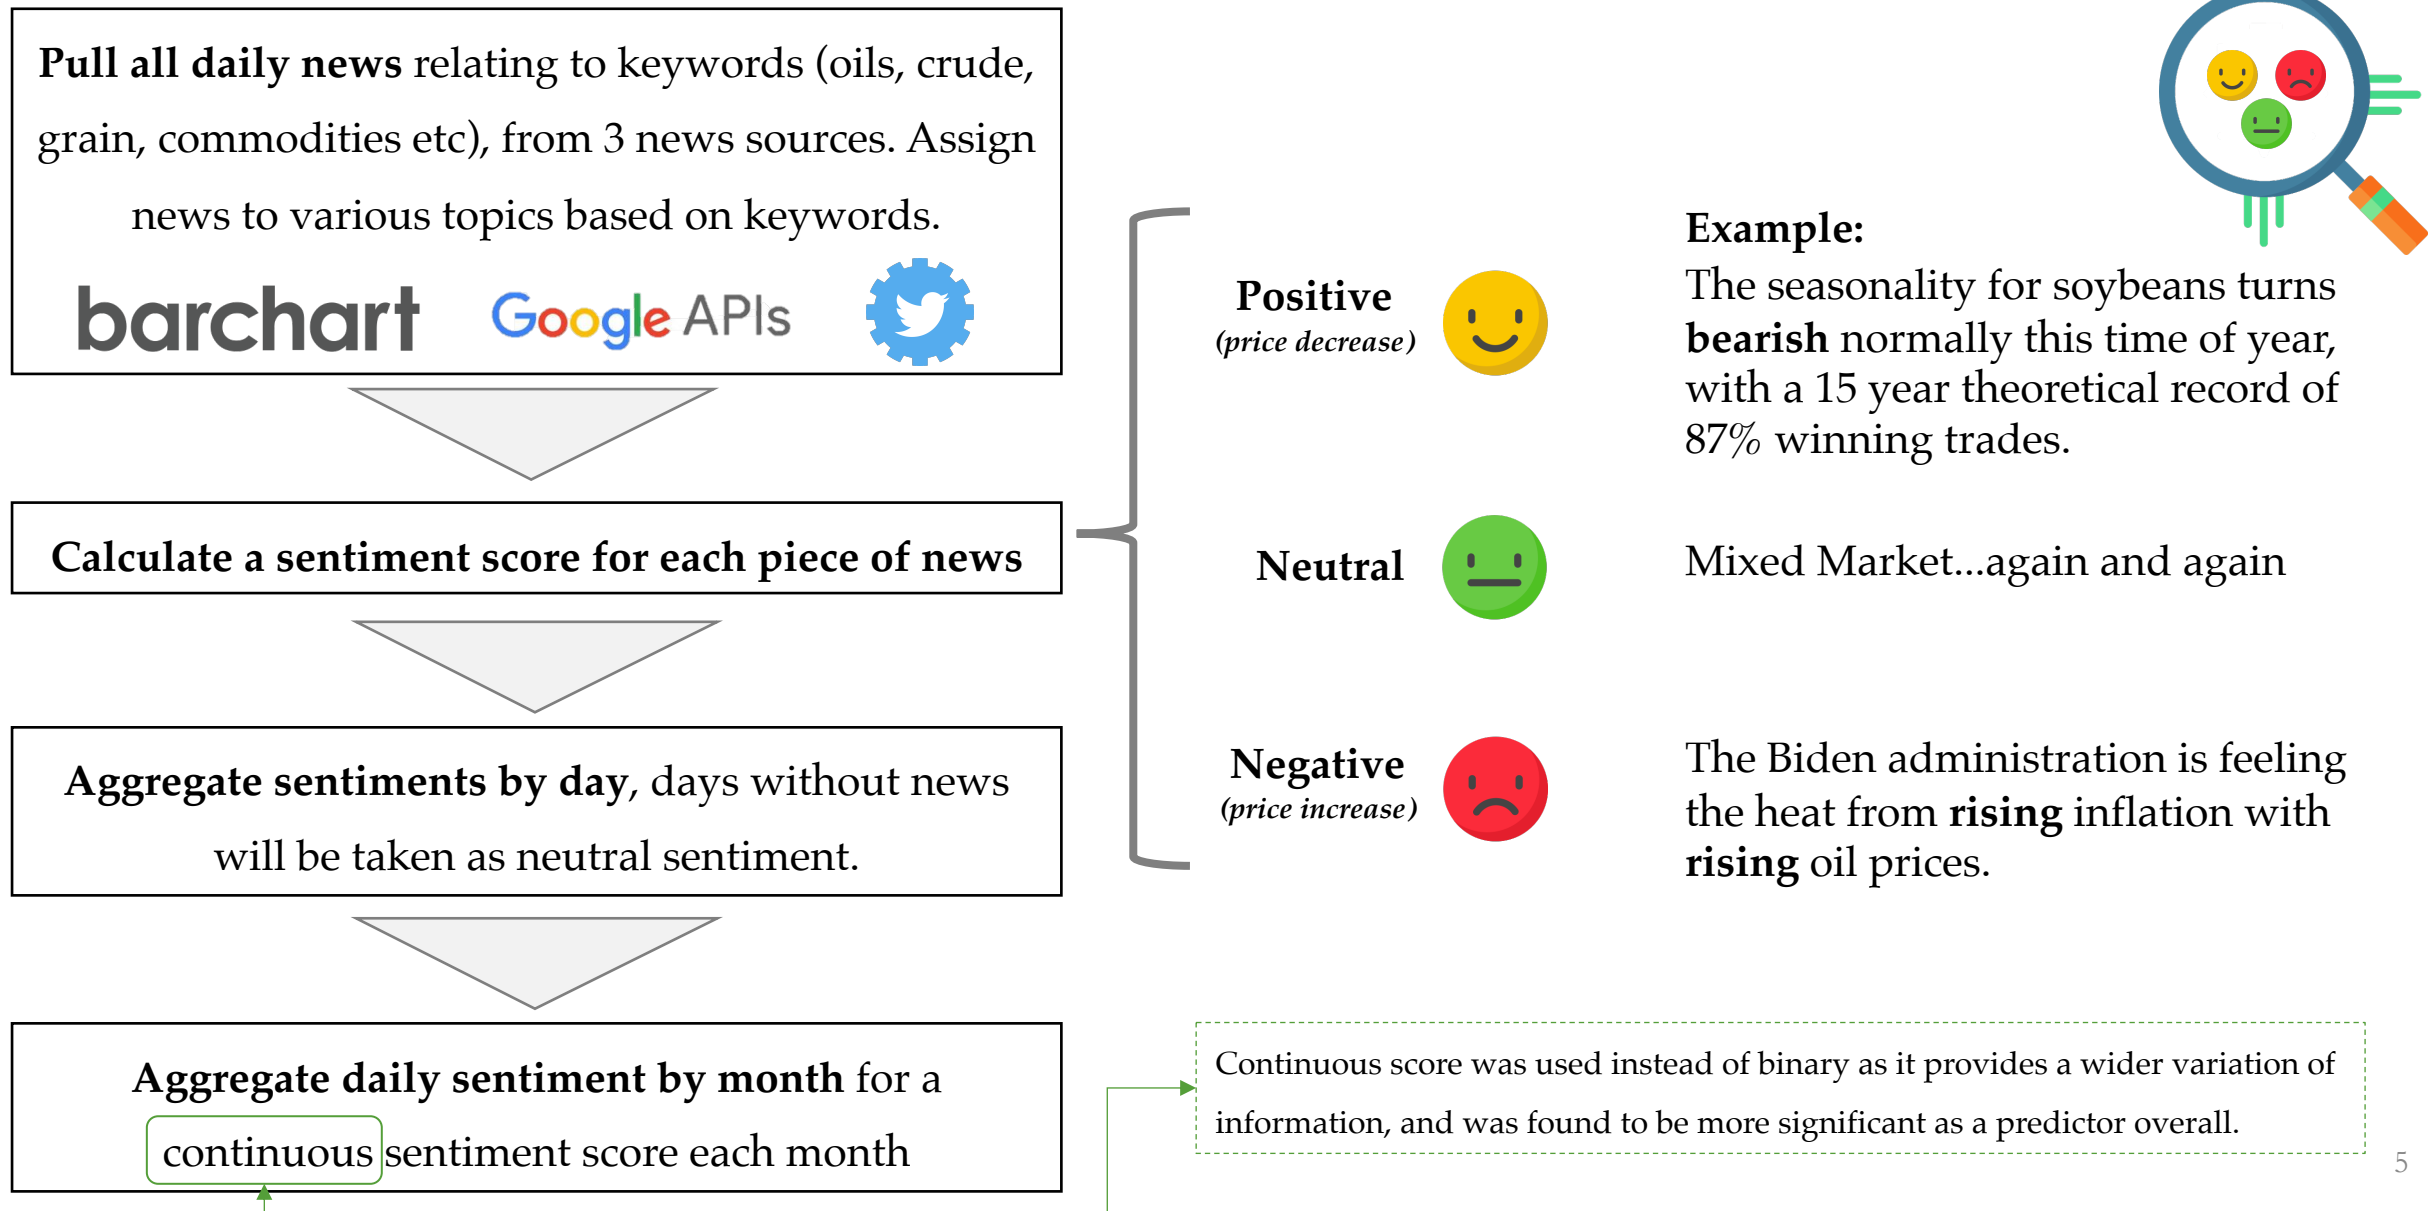 Pull all daily news relating to keywords (oils, crude,
grain, commodities etc), from 3 news sources. Assign
news to various topics based on keywords.
barchart
Google APIs
Calculate a sentiment score for each piece of news
Aggregate sentiments by day, days without news
will be taken as neutral sentiment.
Aggregate daily sentiment by month for a
continuous sentiment score each month
Positive
(price decrease)
Neutral
Negative
(price increase)
Example:
The seasonality for soybeans turns
bearish normally this time of year,
with a 15 year theoretical record of
87% winning trades.
Mixed Market...again and again
The Biden administration is feeling
the heat from rising inflation with
rising oil prices.
Continuous score was used instead of binary as it provides a wider variation of
information, and was found to be more significant as a predictor overall.
5